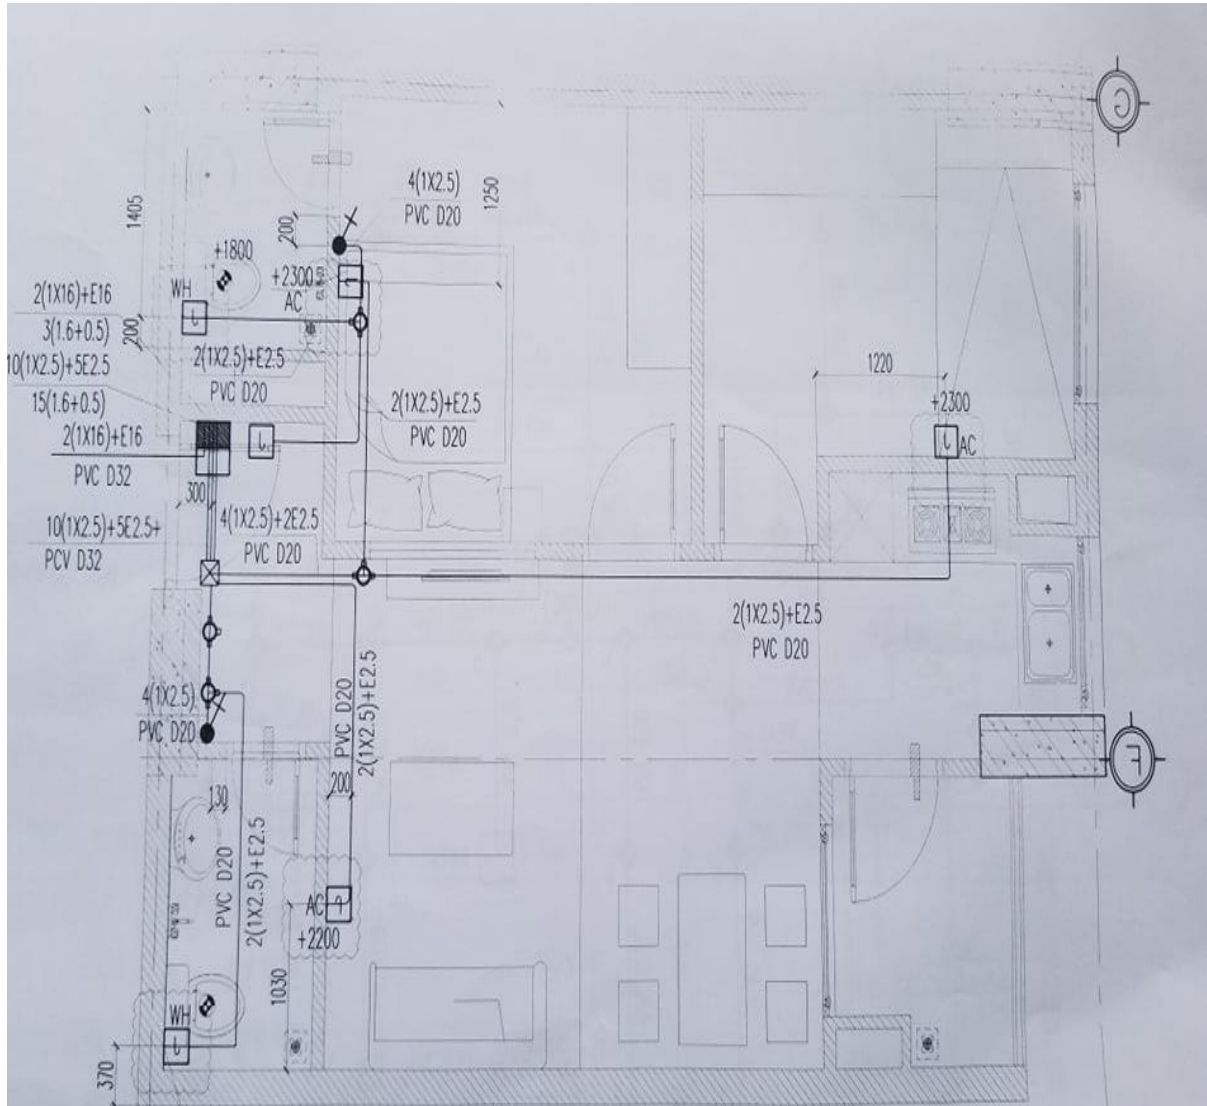 G
4(1X2.5)
PVC D20
1405
200
1250
+1800
+2300
AC
WH
2(1X16)+E16
3(1.6+0.5)
200
10(1X2.5)+5E2.5
15(1.6+0.5)
2(1X2.5)+E2.5
PVC D20
2(1X2.5)+E2.5
PVC D20
1220
+2300
AC
2(1X16)+E16
PVC D32
300
10(1X2.5)+5E2.5+
PCV D32
4(1X2.5)+2E2.5
PVC D20
2(1X2.5)+E2.5
PVC D20
4(1X2.5)
PVC D20
PVC D20
2(1X2.5)+E2.5
F
200
130
PVC D20
2(1X2.5)+E2.5
AC
+2200
1030
WH
370